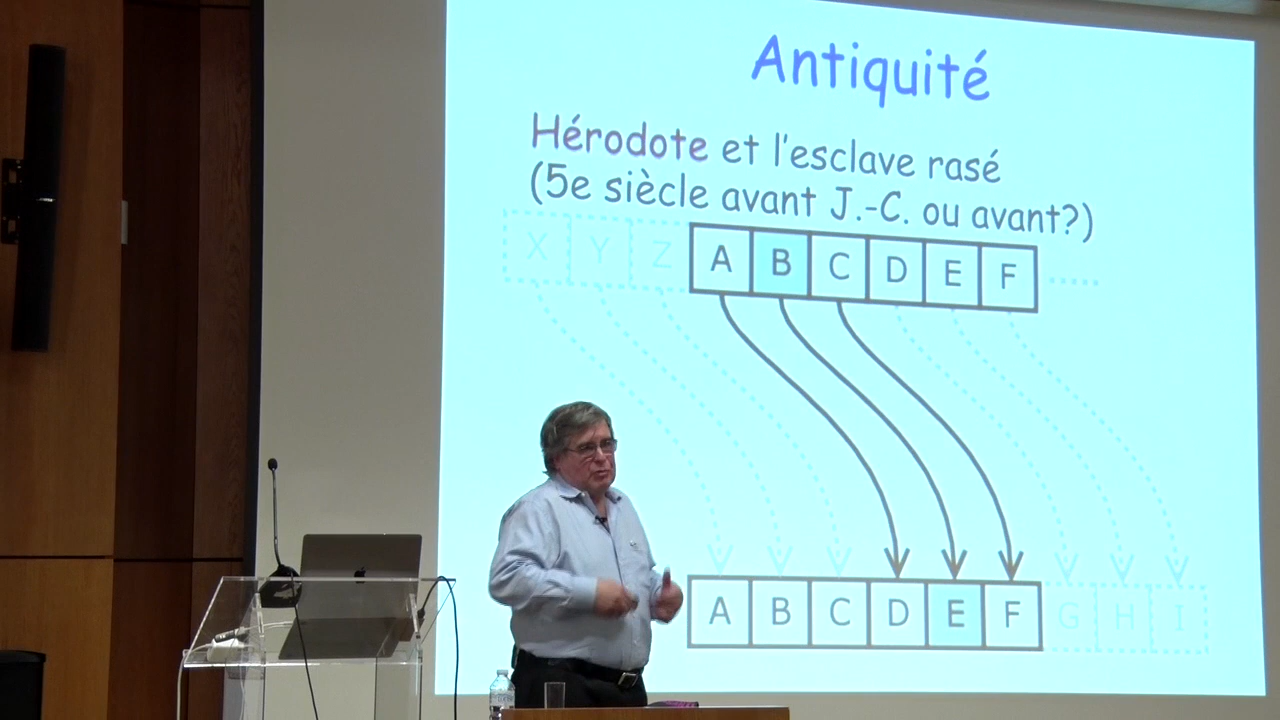 Antiquité
Hérodote et l'esclave rasé
(5e siècle avant J.-C. ou avant?)
X Y Z A B C D E F
A B C D E F G H I